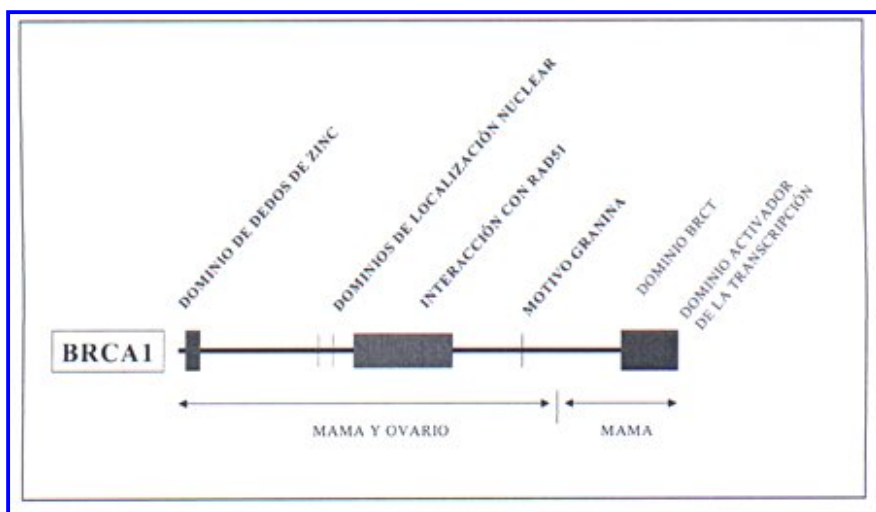 DOMINIO DE DEDOS DE ZINC
DOMINIOS DE LOCALIZACIÓN NUCLEAR
INTERACCIÓN CON RAD51
MOTIVO GRANINA
DOMINIO BRCT
DOMINIO ACTIVADOR
DE LA TRANSCRIPCIÓN
BRCA1
MAMA Y OVARIO
MAMA